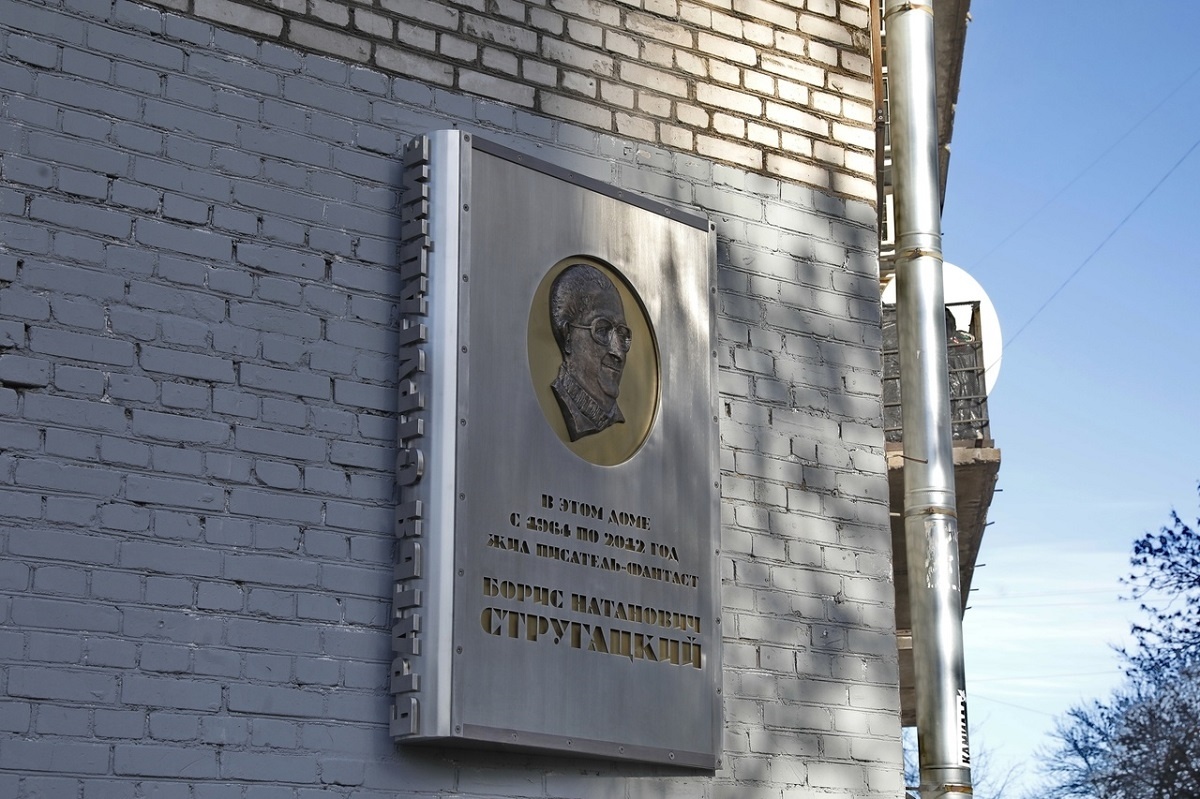 БРАТЬЯ СТРУГАЦКИЕ
В ЭТОМ ДОМЕ
С 1964 ПО 2012 ГОД
ЖИЛ ПИСАТЕЛЬ-ФАНТАСТ
БОРИС НАТАНОВИЧ
СТРУГАЦКИЙ